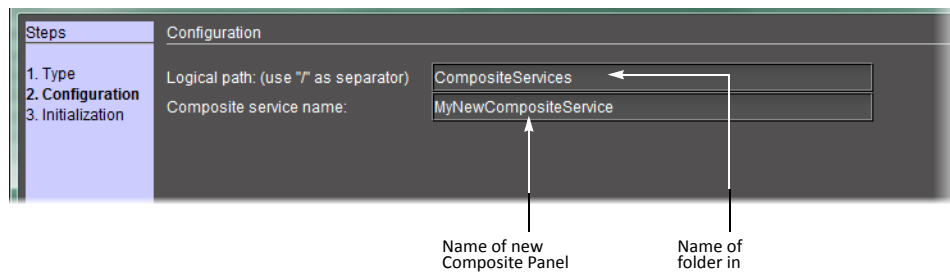 Steps
Configuration
1. Type
2. Configuration
3. Initialization
Logical path: (use "/" as separator)
CompositeServices
Composite service name:
MyNewCompositeService
Name of new
Composite Panel
Name of
folder in